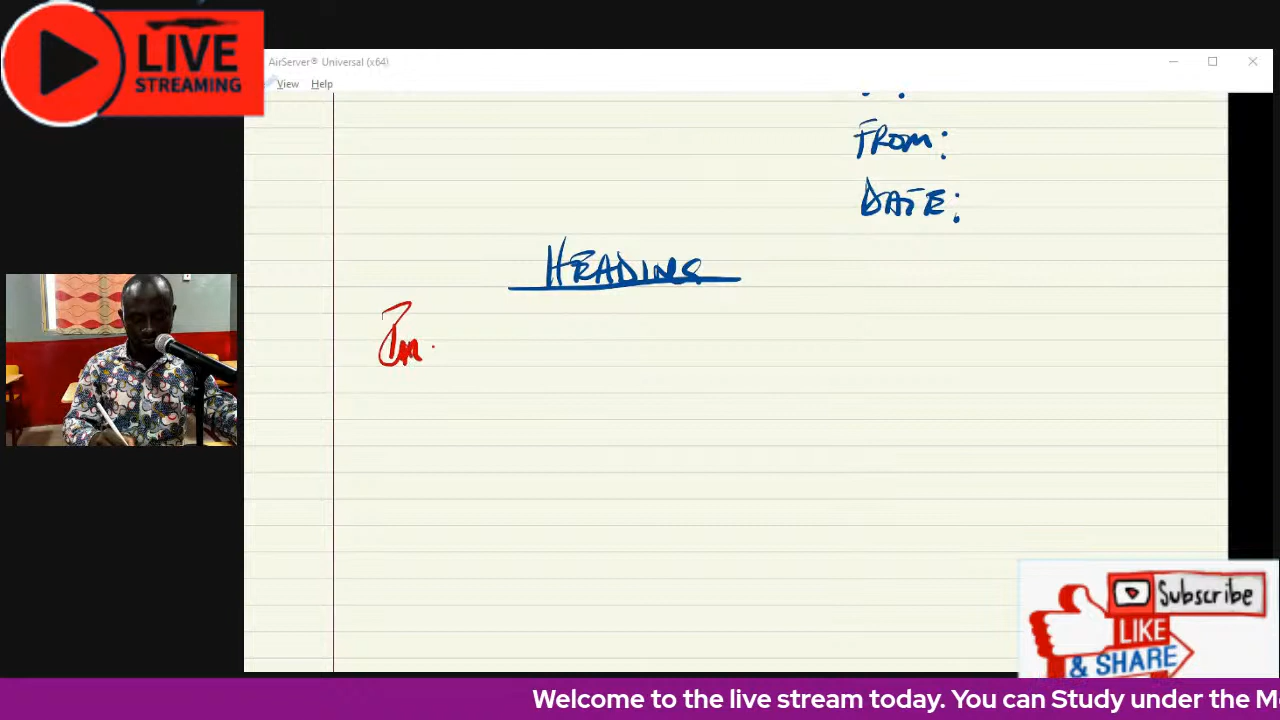 LIVE
STREAMING
AirServer® Universal (x64)
View Help
FROM:
DATE:
HEADING
Subscribe
LIKE
& SHARE
Welcome to the live stream today. You can Study under the M